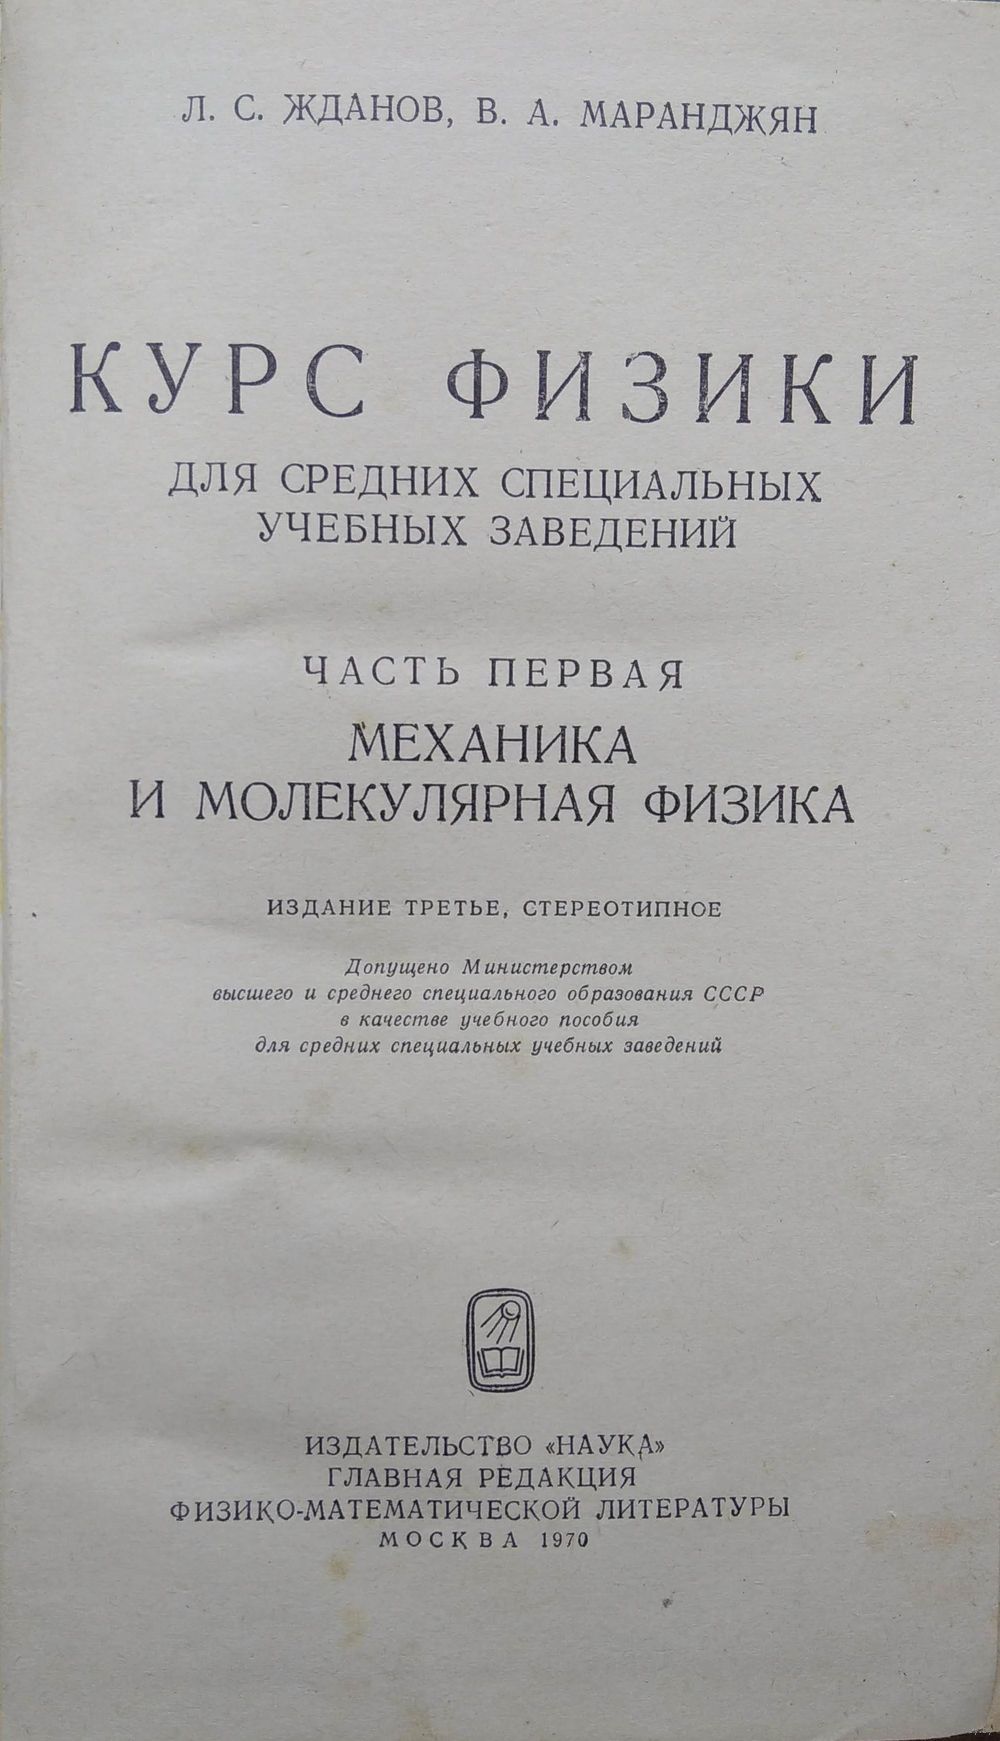 Л. С. ЖДАНОВ, В. А. МАРАНДЖЯН
КУРС ФИЗИКИ
ДЛЯ СРЕДНИХ СПЕЦИАЛЬНЫХ
УЧЕБНЫХ ЗАВЕДЕНИЙ
ЧАСТЬ ПЕРВАЯ
МЕХАНИКА
И МОЛЕКУЛЯРНАЯ ФИЗИКА
ИЗДАНИЕ ТРЕТЬЕ, СТЕРЕОТИПНОЕ
Допущено Министерством
высшего и среднего специального образования СССР
в качестве учебного пособия
для средних специальных учебных заведений
ИЗДАТЕЛЬСТВО «НАУКА»
ГЛАВНАЯ РЕДАКЦИЯ
ФИЗИКО-МАТЕМАТИЧЕСКОЙ ЛИТЕРАТУРЫ
МОСКВА 1970